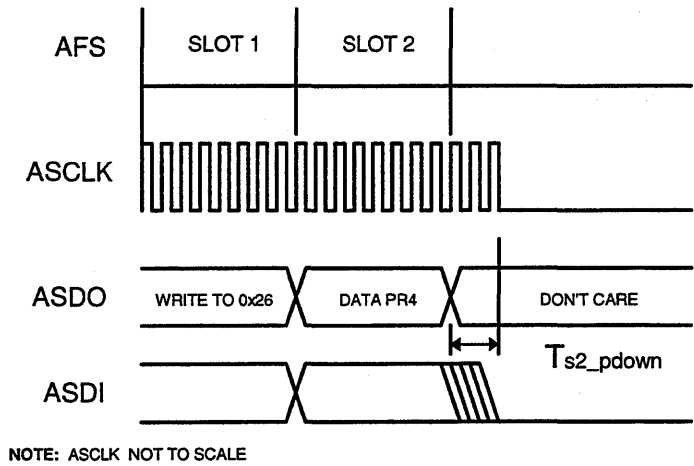 AFS SLOT 1 SLOT 2
ASCLK
ASDO WRITE TO 0x26 DATA PR4 DON'T CARE
Ts2_pdown
ASDI
NOTE: ASCLK NOT TO SCALE